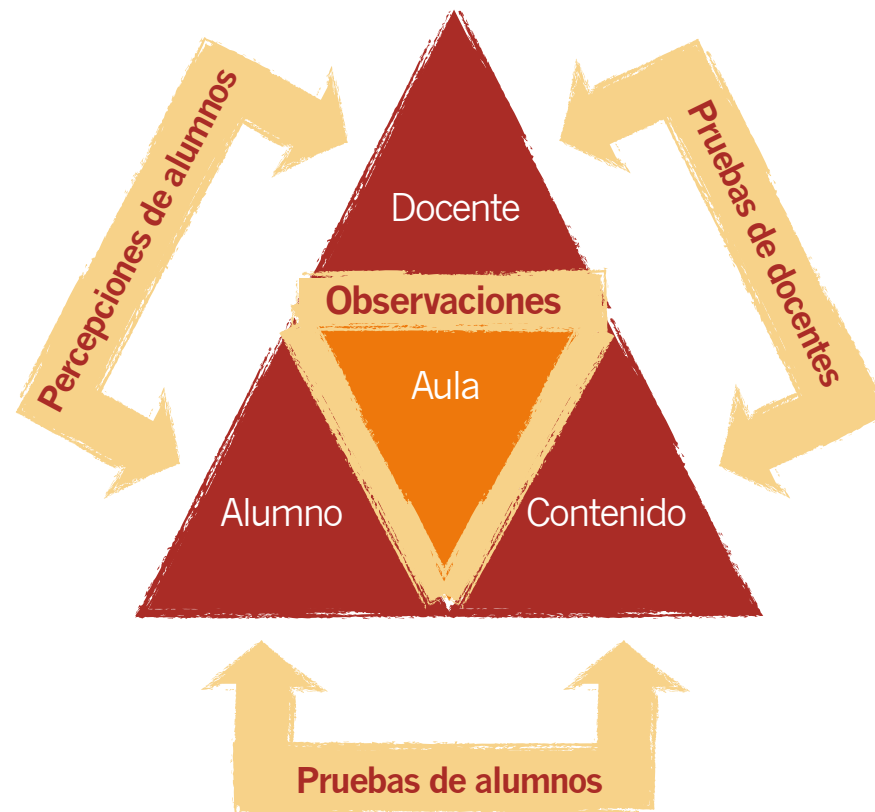 Percepciones de alumnos
Pruebas de docentes
Docente
Observaciones
Aula
Alumno
Contenido
Pruebas de alumnos